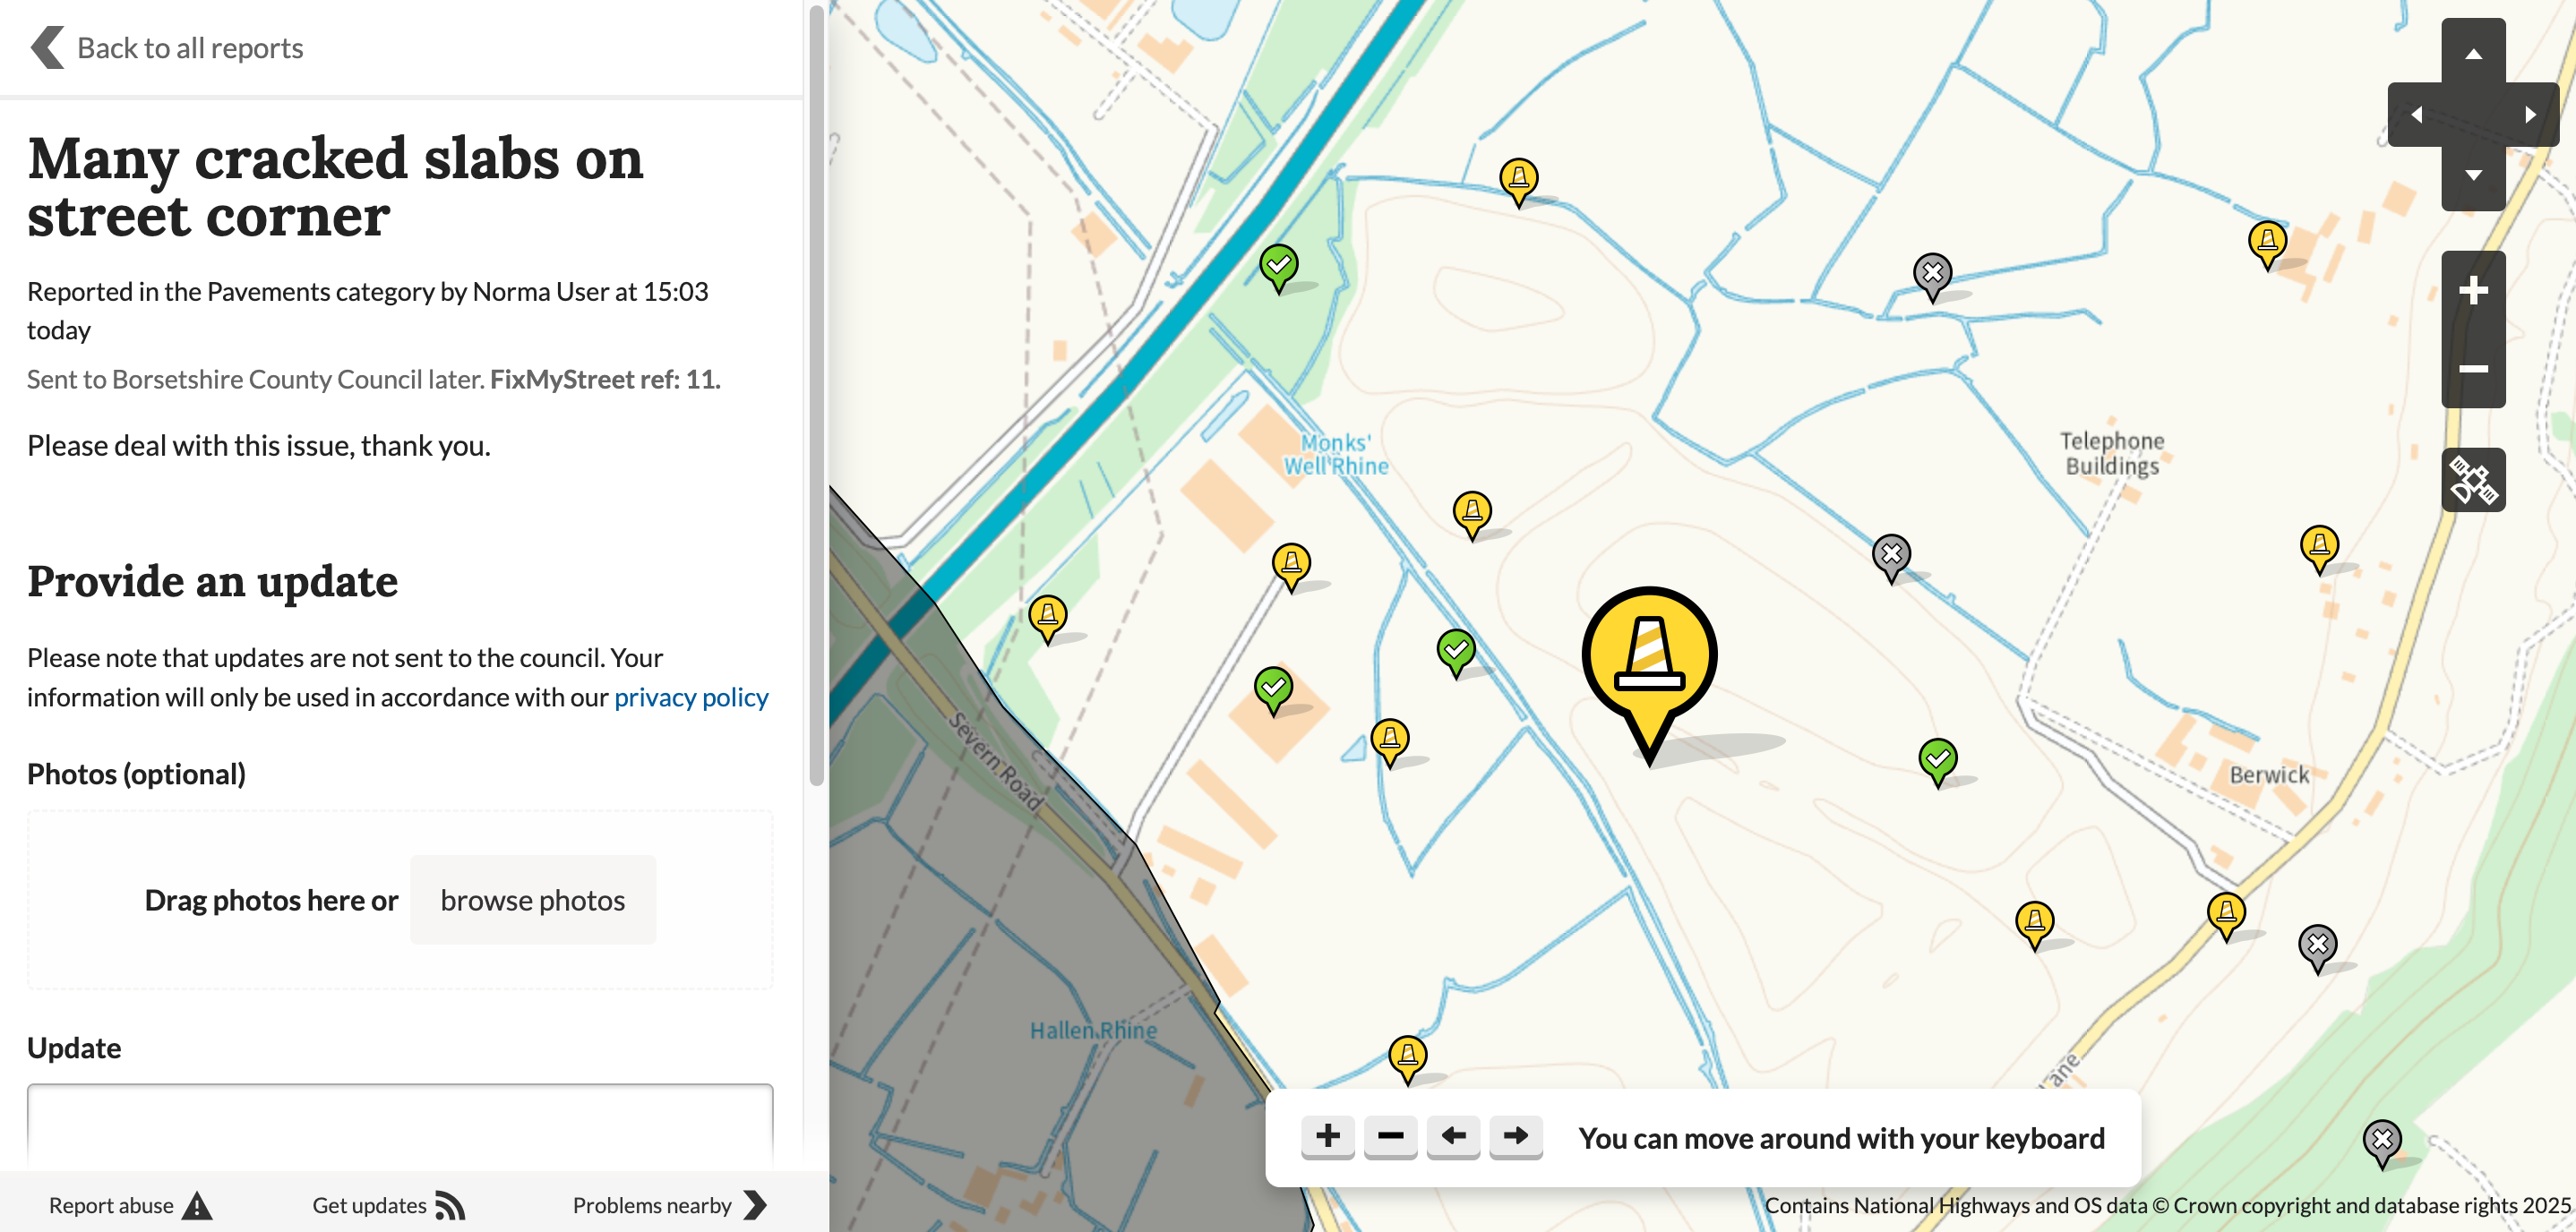 Back to all reports
Many cracked slabs on
street corner
Reported in the Pavements category by Norma User at 15:03
today
Sent to Borsetshire County Council later. FixMyStreet ref: 11.
Please deal with this issue, thank you.
Provide an update
Please note that updates are not sent to the council. Your
information will only be used in accordance with our privacy policy
Photos (optional)
Drag photos here or browse photos
Update
Report abuse
Get updates
Problems nearby
Monks'
Well Rhine
Telephone
Buildings
Severn Road
Berwick
Hallen Rhine
Lane
You can move around with your keyboard
Contains National Highways and OS data © Crown copyright and database rights 2025